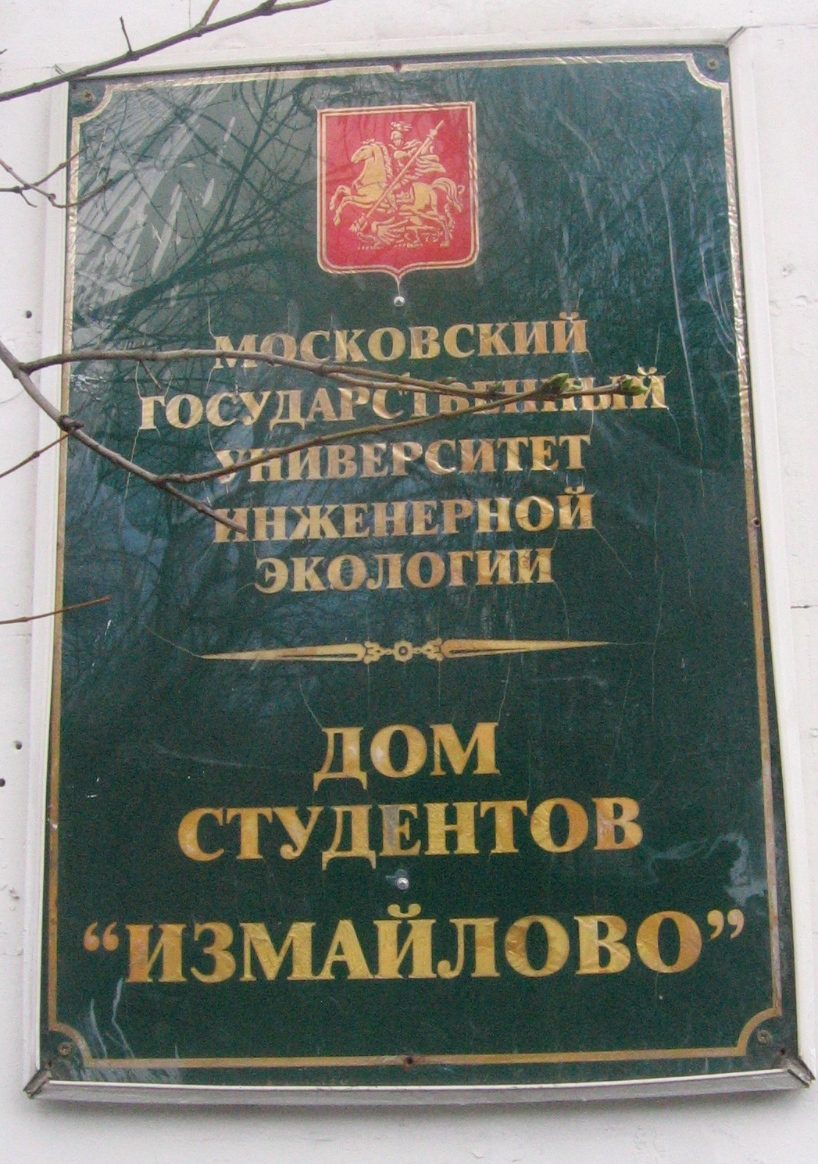 МОСКОВСКИЙ
ГОСУДАРСТВЕННЫЙ
УНИВЕРСИТЕТ
ИНЖЕНЕРНОЙ
ЭКОЛОГИИ
ДОМ
СТУДЕНТОВ
“ИЗМАЙЛОВО”